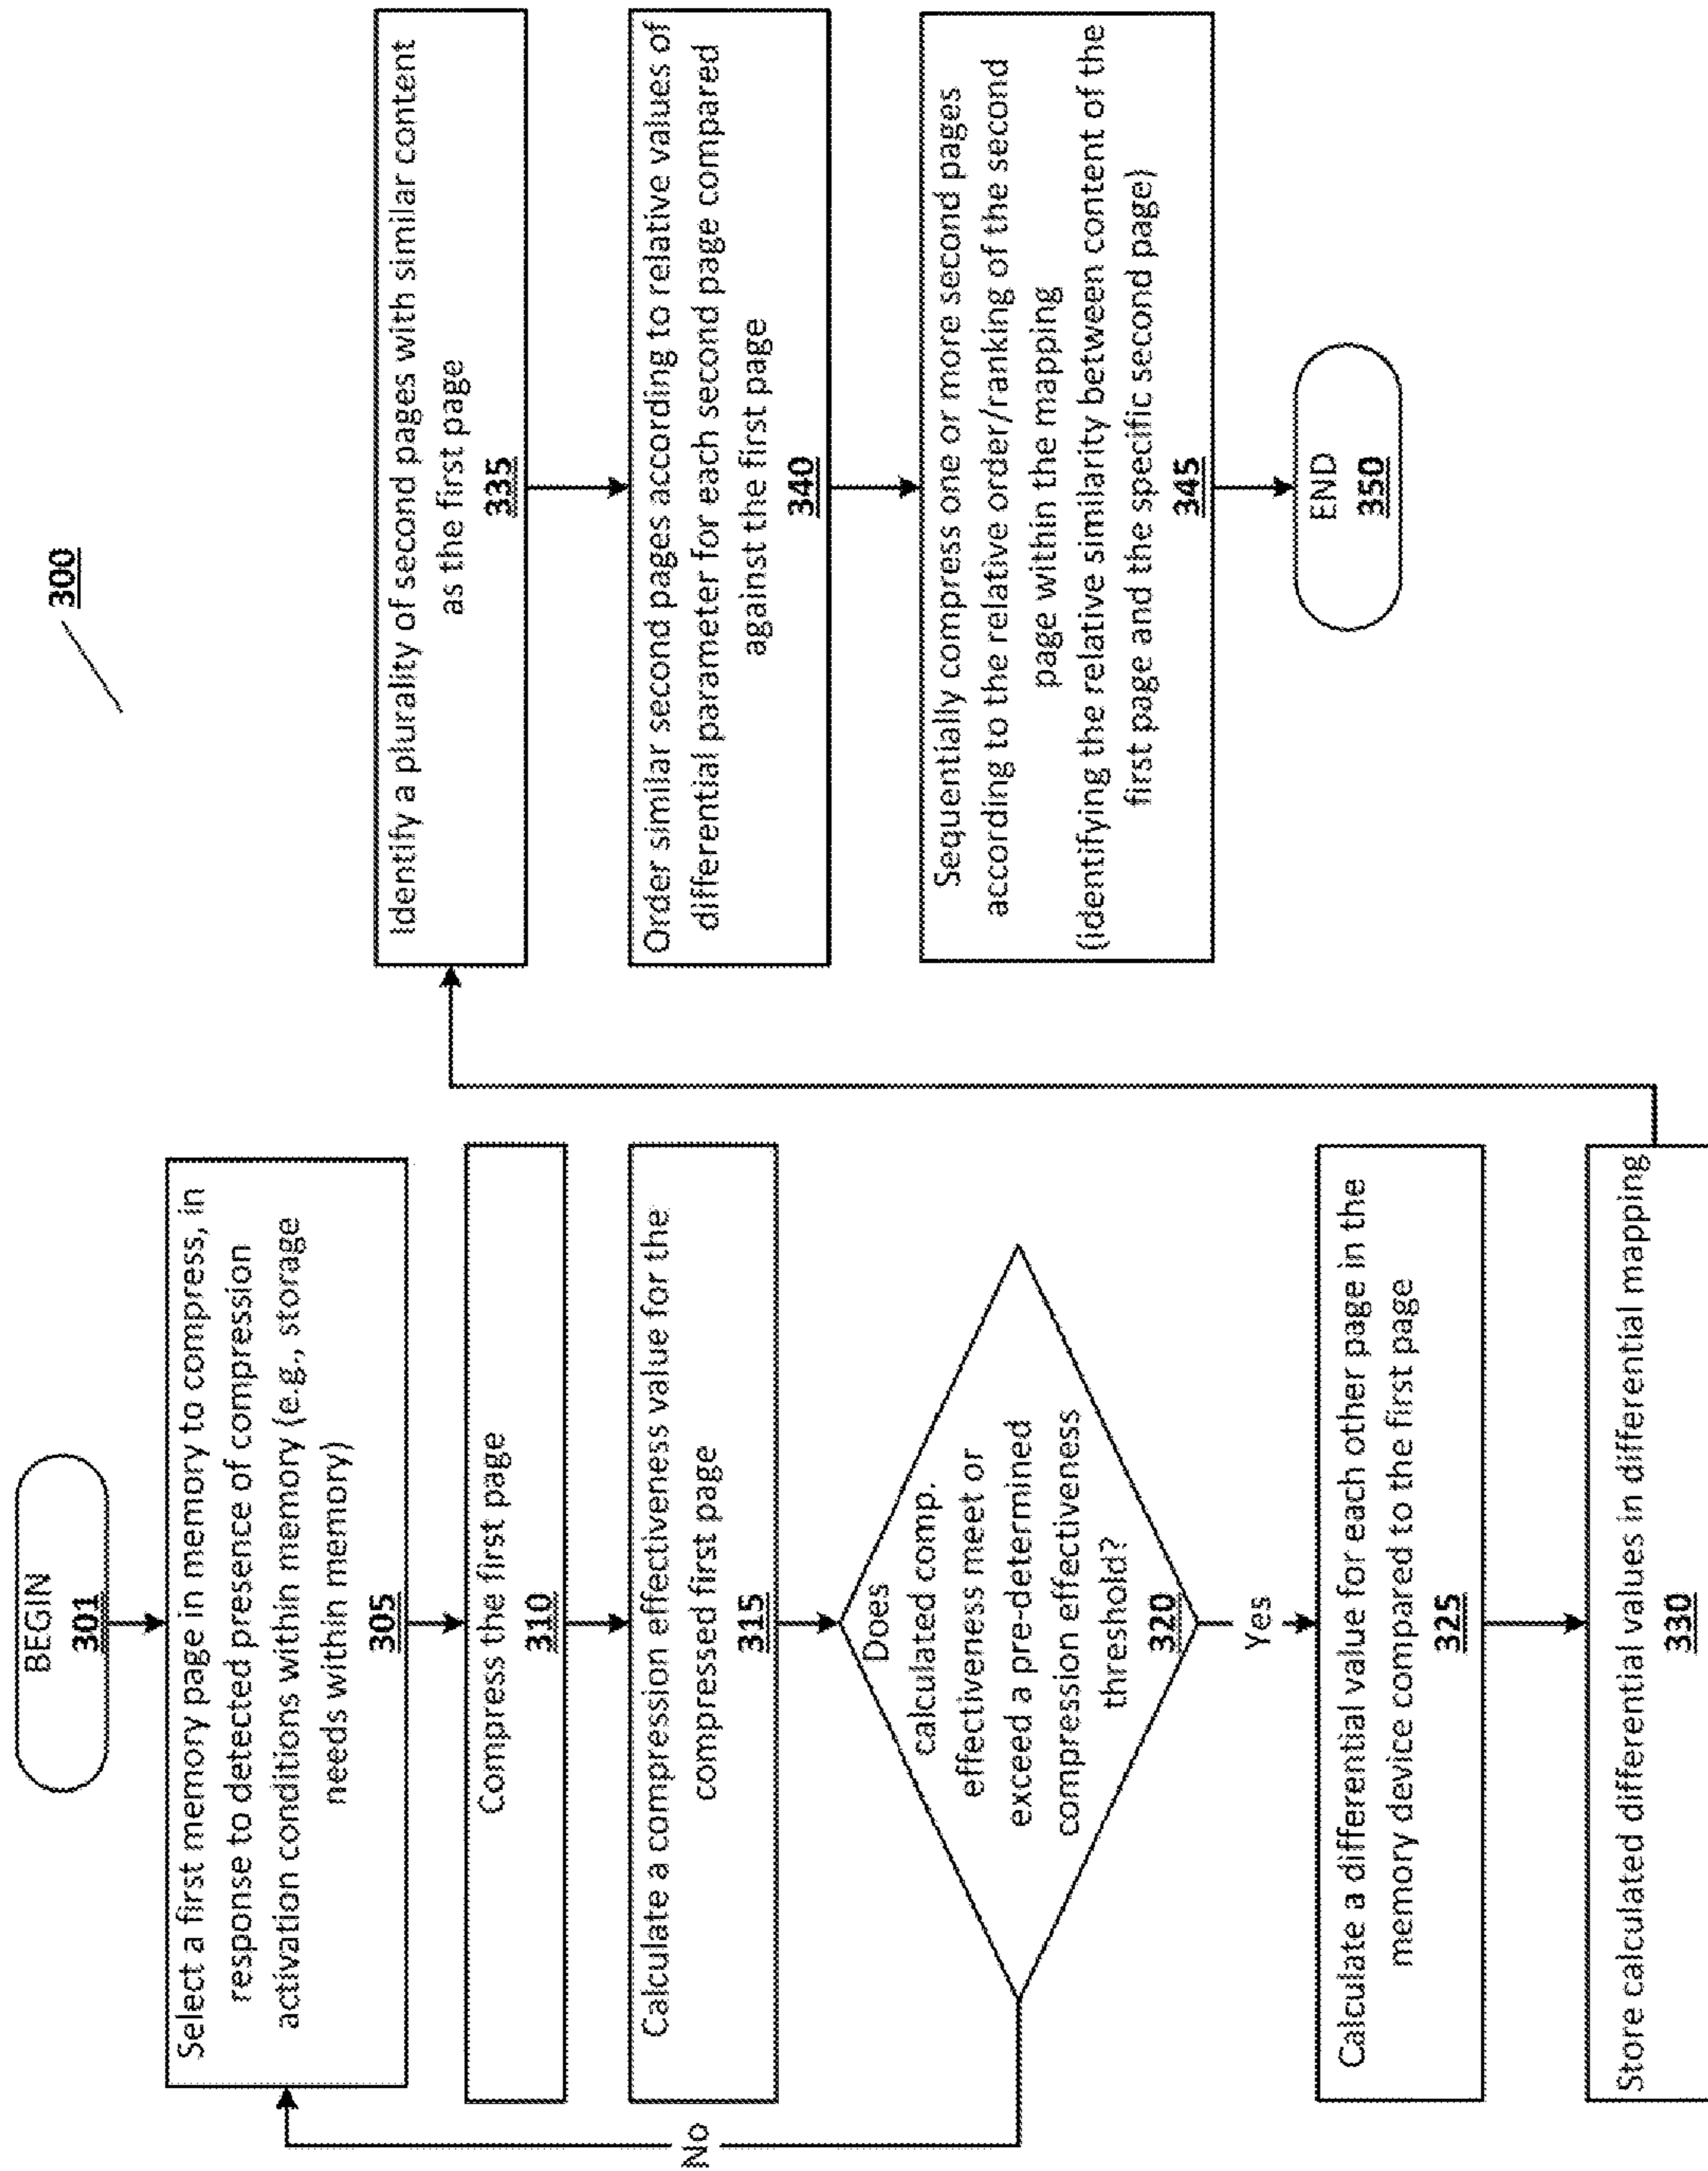 300
BEGIN
301
Select a first memory page in memory to compress, in
response to detected presence of compression
activation conditions within memory (e.g., storage
needs within memory)
305
Compress the first page
310
Calculate a compression effectiveness value for the
compressed first page
315
Does
calculated comp.
effectiveness meet or
exceed a pre-determined
compression effectiveness
threshold?
320
No
Yes
Calculate a differential value for each other page in the
memory device compared to the first page
325
Store calculated differential values in differential mapping
330
Identify a plurality of second pages with similar content
as the first page
335
Order similar second pages according to relative values of
differential parameter for each second page compared
against the first page
340
Sequentially compress one or more second pages
according to the relative order/ranking of the second
page within the mapping
(identifying the relative similarity between content of the
first page and the specific second page)
345
END
350